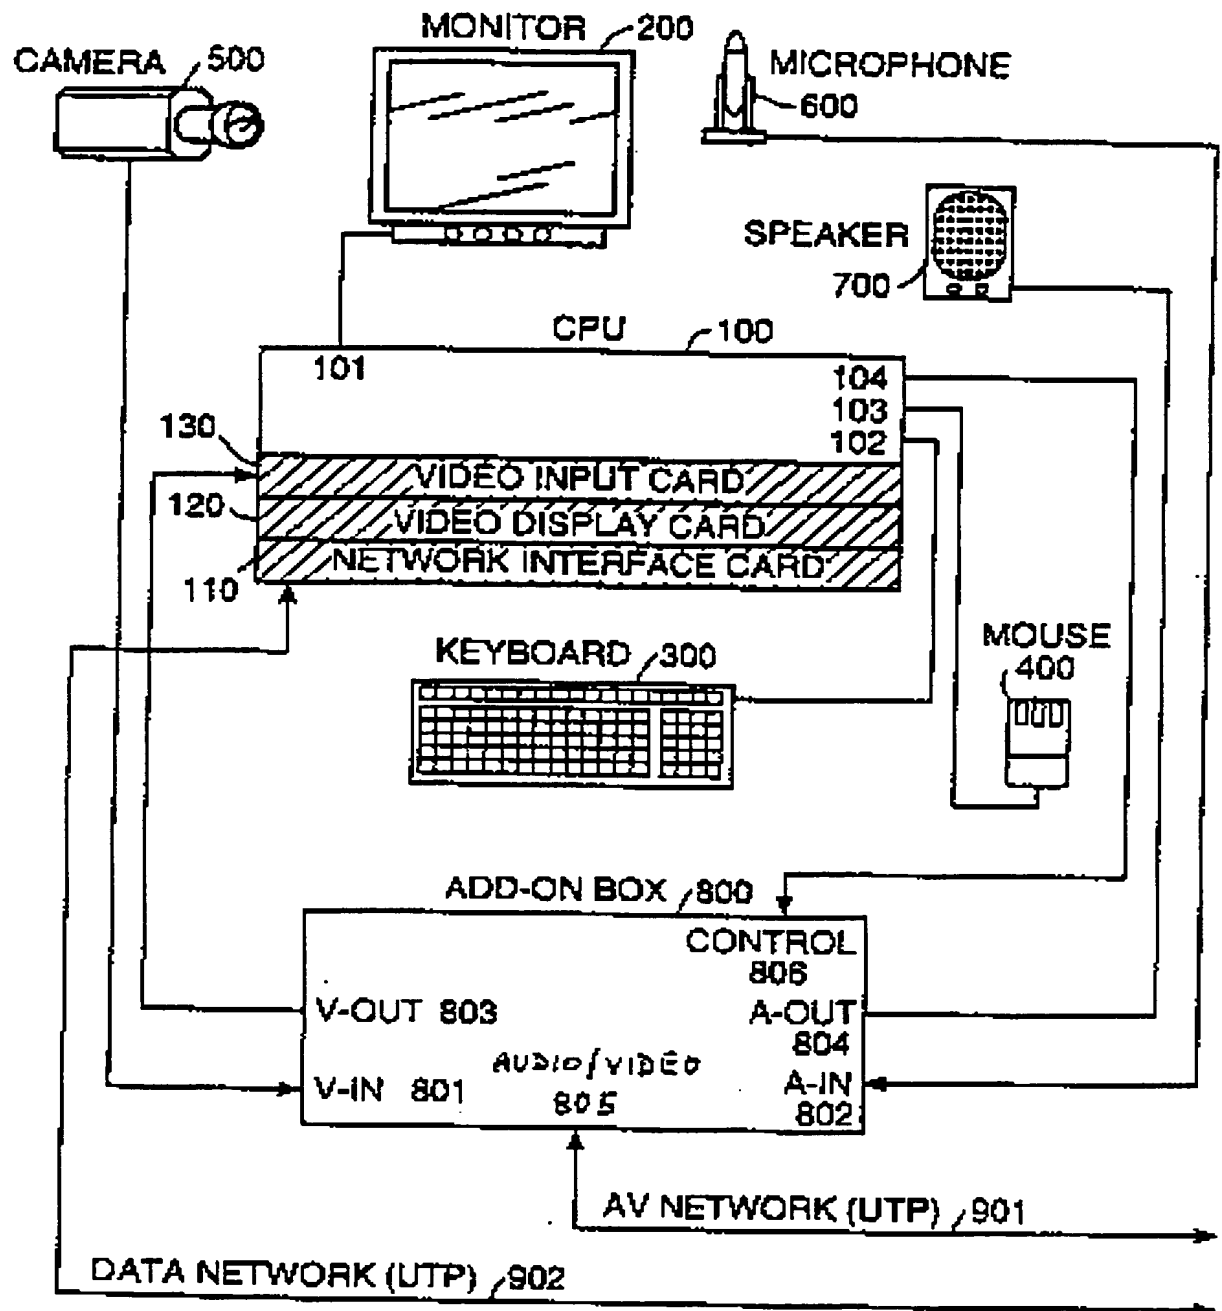 MONITOR 200
CAMERA 500
MICROPHONE
600
SPEAKER
700
CPU 100
101
104
103
102
130
VIDEO INPUT CARD
120
VIDEO DISPLAY CARD
110
NETWORK INTERFACE CARD
KEYBOARD 300
MOUSE
400
ADD-ON BOX 800
CONTROL
806
V-OUT 803
A-OUT
804
AUDIO/VIDEO
805
V-IN 801
A-IN
802
AV NETWORK (UTP) 901
DATA NETWORK (UTP) 902